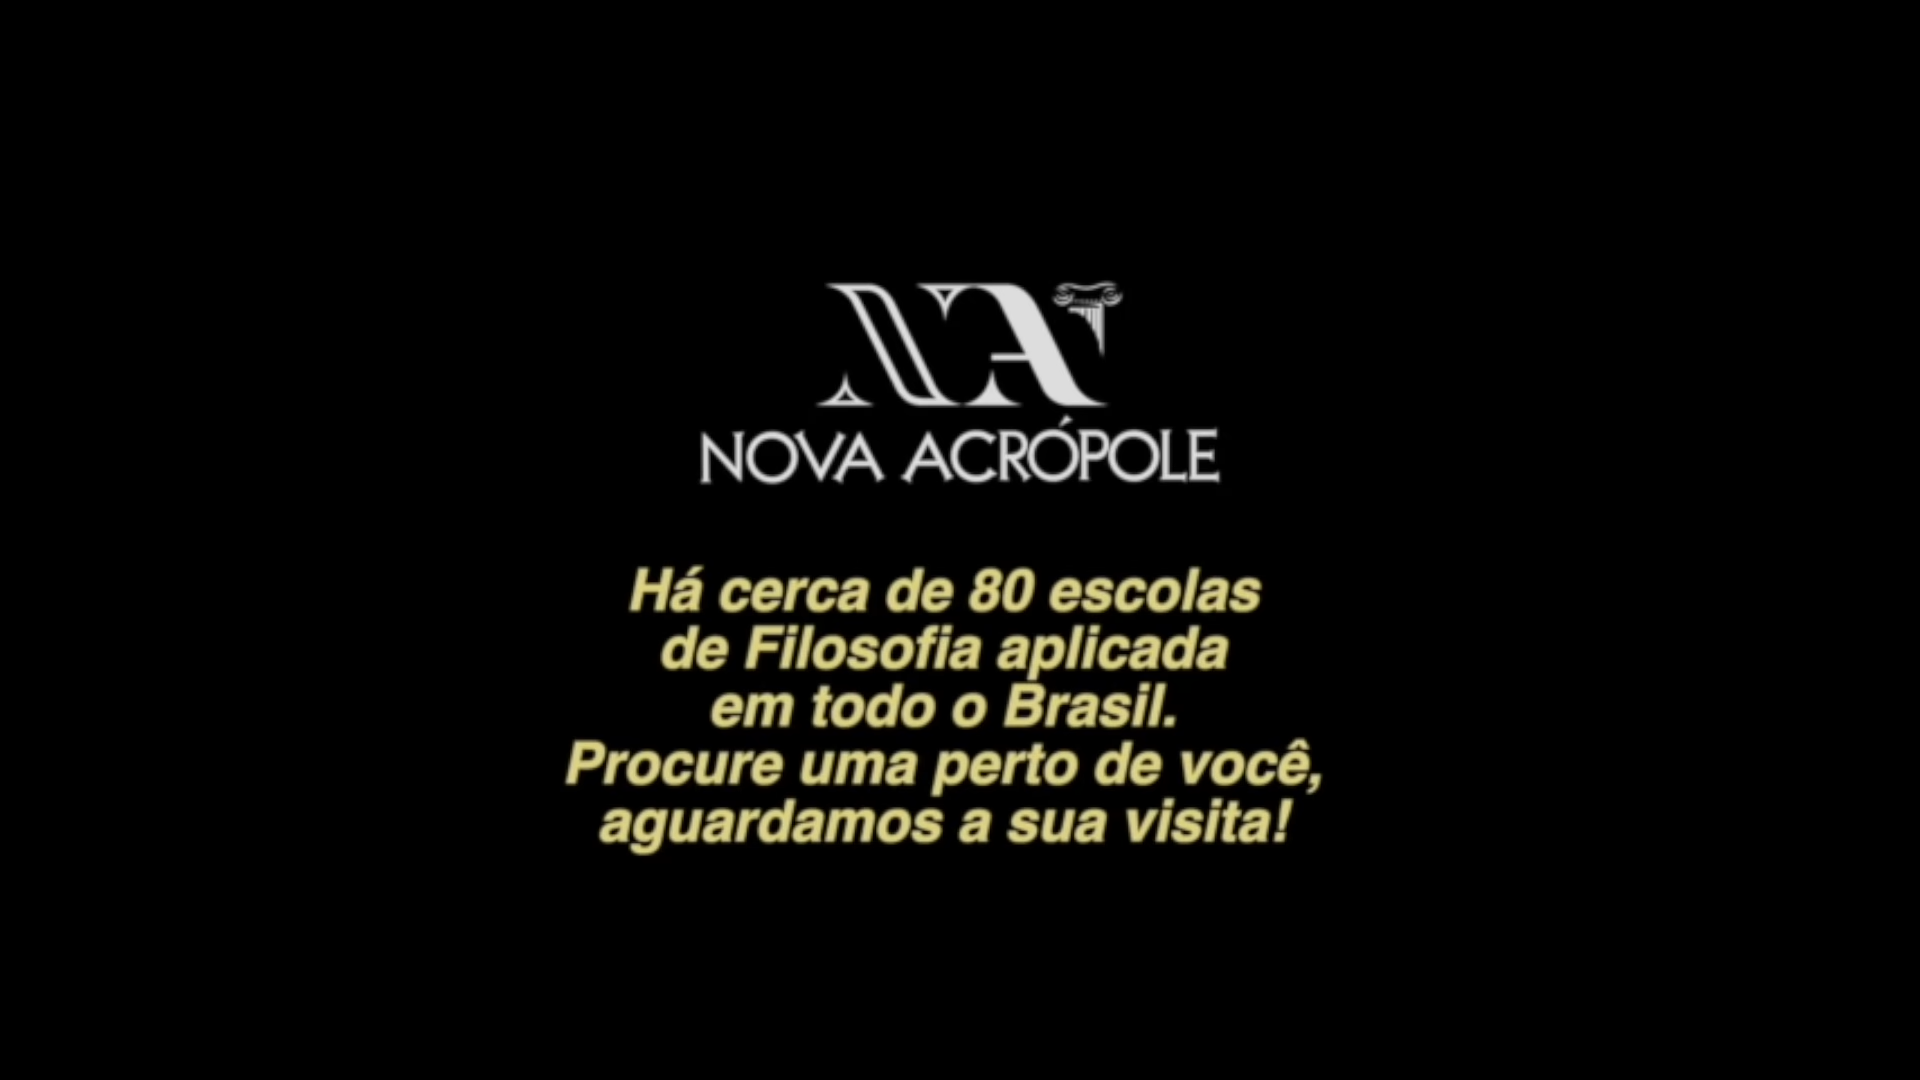 NA
NOVA ACRÓPOLE
Há cerca de 80 escolas
de Filosofia aplicada
em todo o Brasil.
Procure uma perto de você,
aguardamos a sua visita!